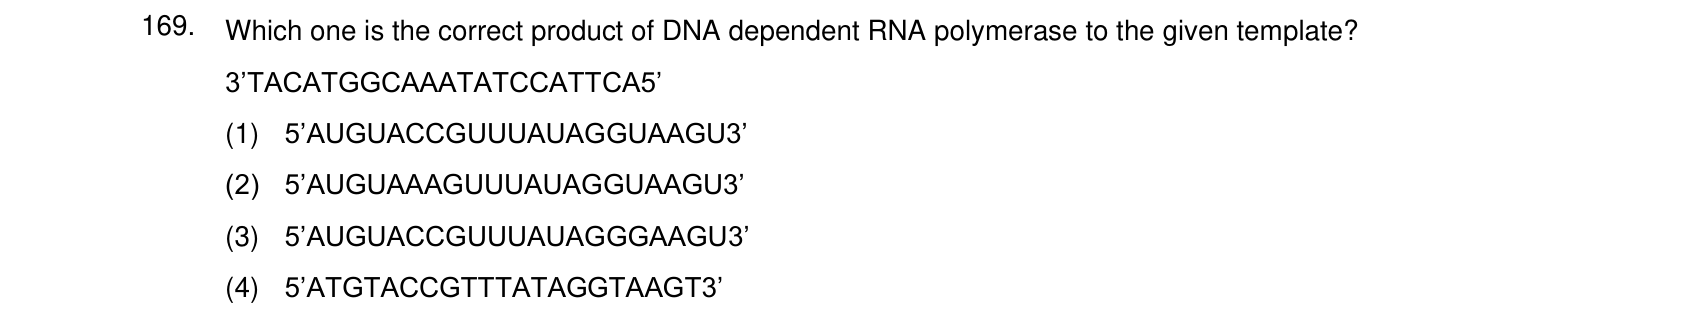 169. Which one is the correct product of DNA dependent RNA polymerase to the given template?
3’TACATGGCAAATATCCATTCA5’
(1) 5’AUGUACCGUUUAUAGGUAAGU3’
(2) 5’AUGUAAAGUUUAUAGGUAAGU3’
(3) 5’AUGUACCGUUUAUAGGGAAGU3’
(4) 5’ATGTACCGTTTATAGGTAAGT3’